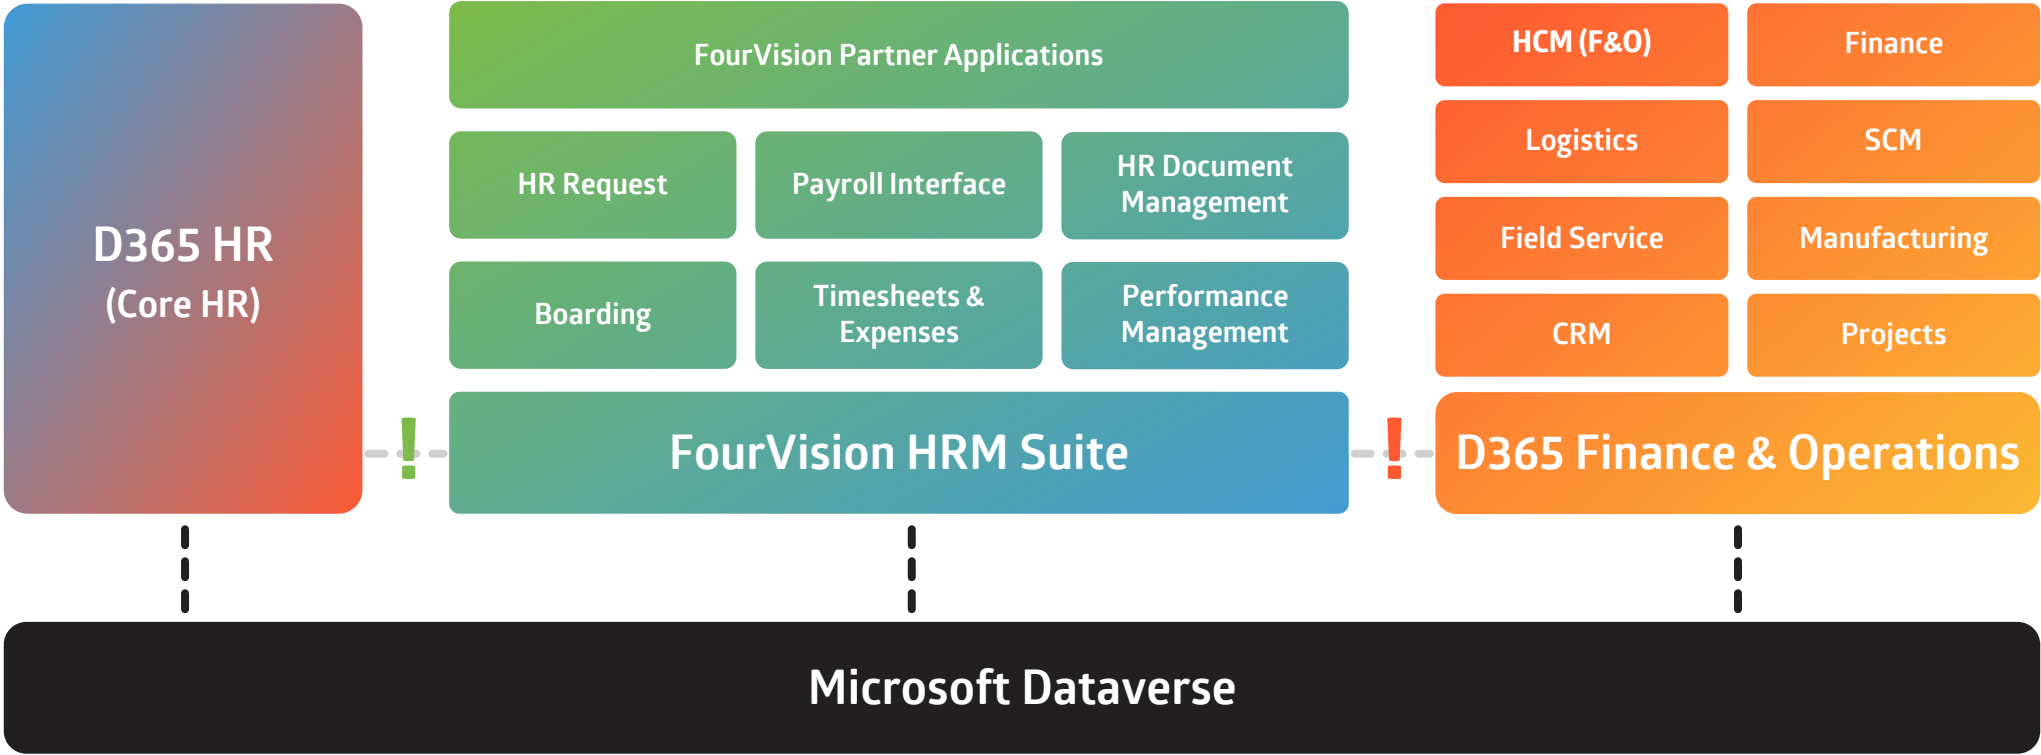 D365 HR
(Core HR)
!
FourVision Partner Applications
HR Request
Payroll Interface
HR Document
Management
Boarding
Timesheets &
Expenses
Performance
Management
FourVision HRM Suite
!
HCM (F&O)
Finance
Logistics
SCM
Field Service
Manufacturing
CRM
Projects
D365 Finance & Operations
Microsoft Dataverse